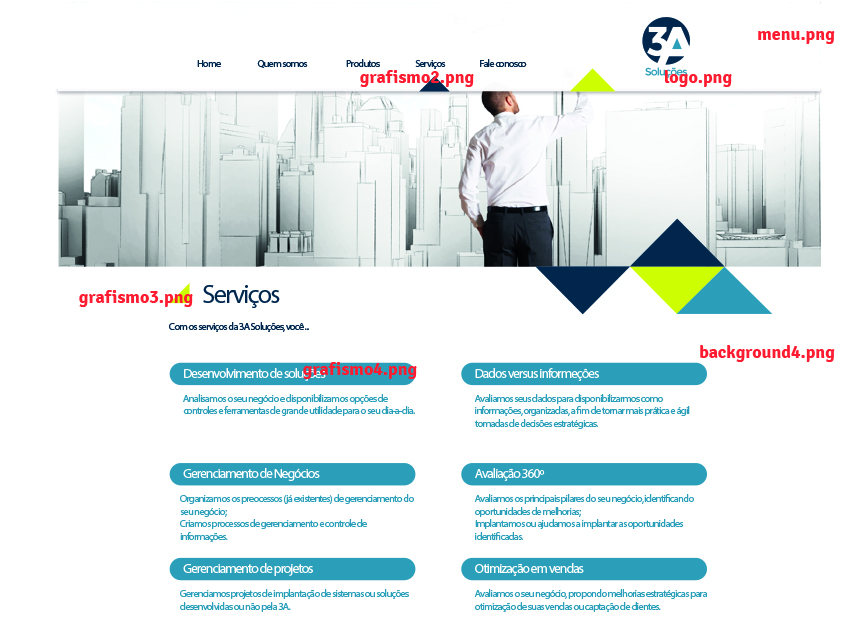 menu.png
3A
Soluções
logo.png
Home Quem somos Produtos Serviços Fale conosco
grafismo2.png
grafismo3.png
Serviços
Com os serviços da 3A Soluções, você ...
background4.png
Desenvolvimento de soluções
grafismo4.png
Analisamos o seu negócio e disponibilizamos opções de
controles e ferramentas de grande utilidade para o seu dia-a-dia.
Dados versus informeções
Avaliamos seus dados para disponibilizarmos como
informações, organizadas, a fim de tornar mais prática e ágil
tomadas de decisões estratégicas.
Gerenciamento de Negócios
Organizamos os preocessos (já existentes) de gerenciamento do
seu negócio;
Criamos processos de gerenciamento e controle de
informações.
Avaliação 360º
Avaliamos os principais pilares do seu negócio, identificando
oportunidades de melhorias;
Implantamos ou ajudamos a implantar as oportunidades
identificadas.
Gerenciamento de projetos
Gerenciamos projetos de implantação de sistemas ou soluções
desenvolvidas ou não pela 3A.
Otimização em vendas
Avaliamos o seu negócio, propondo melhorias estratégicas para
otimização de suas vendas ou captação de clientes.